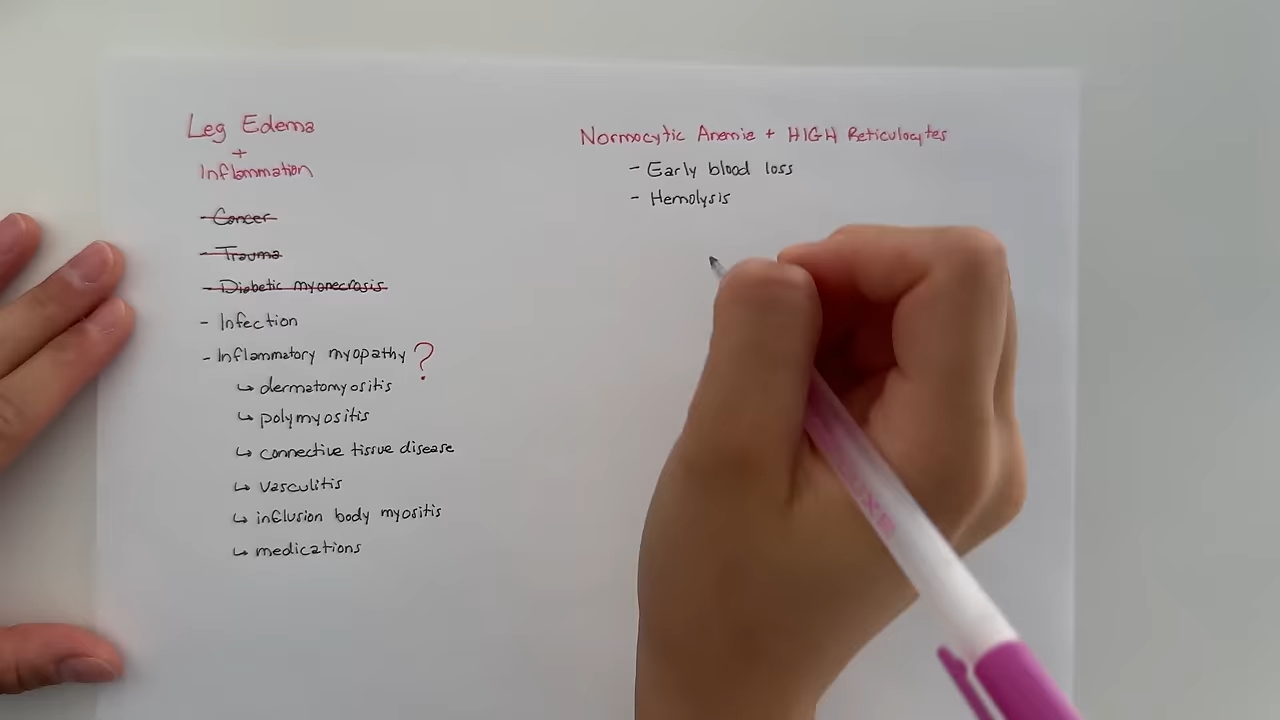 Leg Edema
+
Inflammation
- Cancer
- Trauma
- Diabetic myonecrosis
- Infection
- Inflammatory myopathy ?
↳ dermatomyositis
↳ polymyositis
↳ connective tissue disease
↳ vasculitis
↳ inclusion body myositis
↳ medications
Normocytic Anemia + HIGH Reticulocytes
- Early blood loss
- Hemolysis